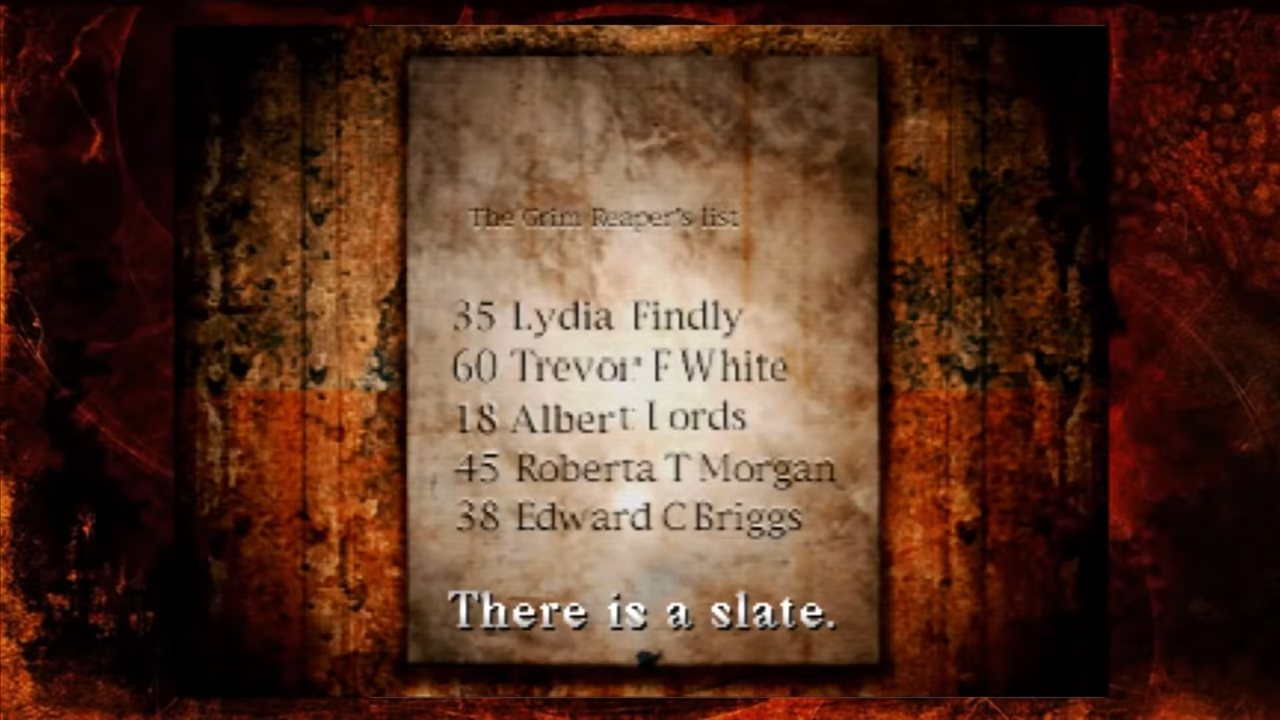 The Grim Reaper's list
35 Lydia Findly
60 Trevor F White
18 Albert Lords
45 Roberta T Morgan
38 Edward C Briggs
There is a slate.